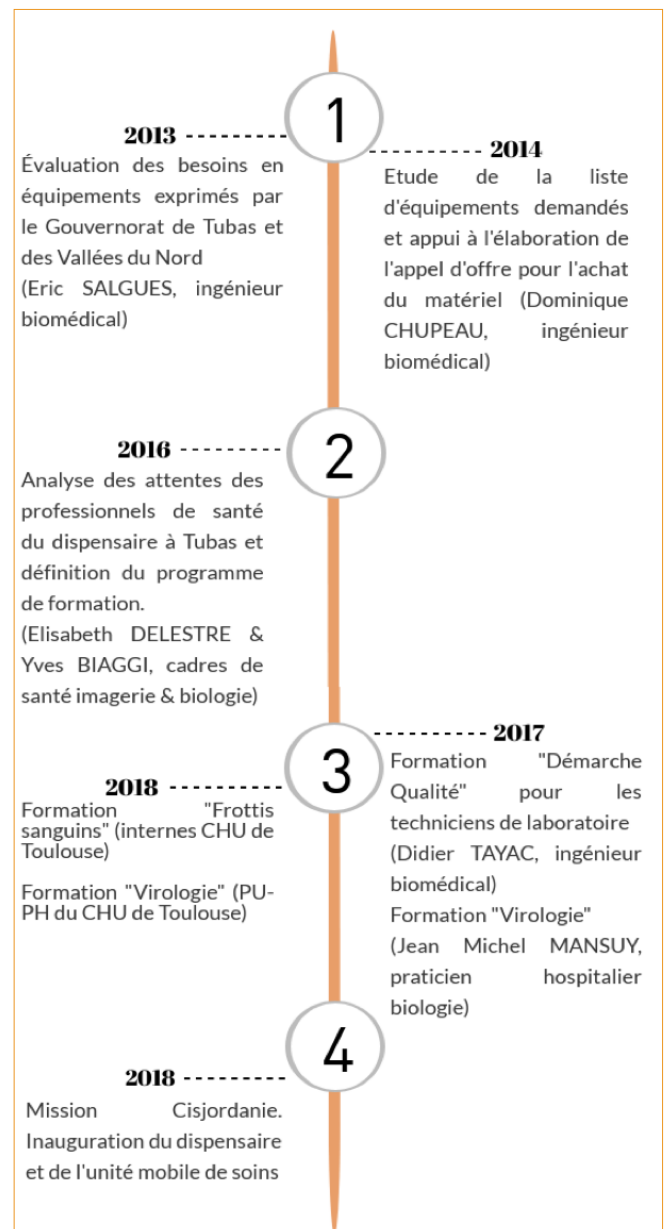 1
2013
Évaluation des besoins en
équipements exprimés par
le Gouvernorat de Tubas et
des Vallées du Nord
(Eric SALGUES, ingénieur
biomédical)
2014
Etude de la liste
d'équipements demandés
et appui à l'élaboration de
l'appel d'offre pour l'achat
du matériel (Dominique
CHUPEAU, ingénieur
biomédical)
2
2016
Analyse des attentes des
professionnels de santé
du dispensaire à Tubas et
définition du programme
de formation.
(Elisabeth DELESTRE &
Yves BIAGGI, cadres de
santé imagerie & biologie)
3
2017
Formation "Démarche
Qualité" pour les
techniciens de laboratoire
(Didier TAYAC, ingénieur
biomédical)
Formation "Virologie"
(Jean Michel MANSUY,
praticien hospitalier
biologie)
2018
Formation "Frottis
sanguins" (internes CHU de
Toulouse)
Formation "Virologie" (PU-
PH du CHU de Toulouse)
4
2018
Mission Cisjordanie.
Inauguration du dispensaire
et de l'unité mobile de soins